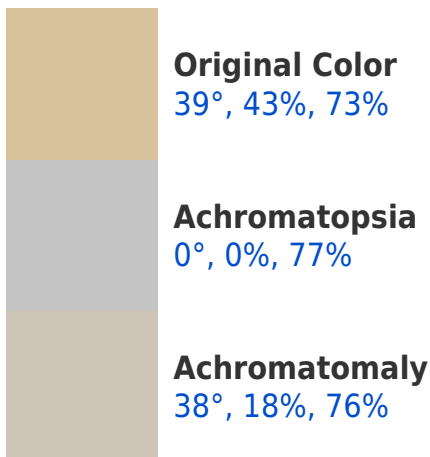 Original Color
39°, 43%, 73%
Achromatopsia
0°, 0%, 77%
Achromatomaly
38°, 18%, 76%